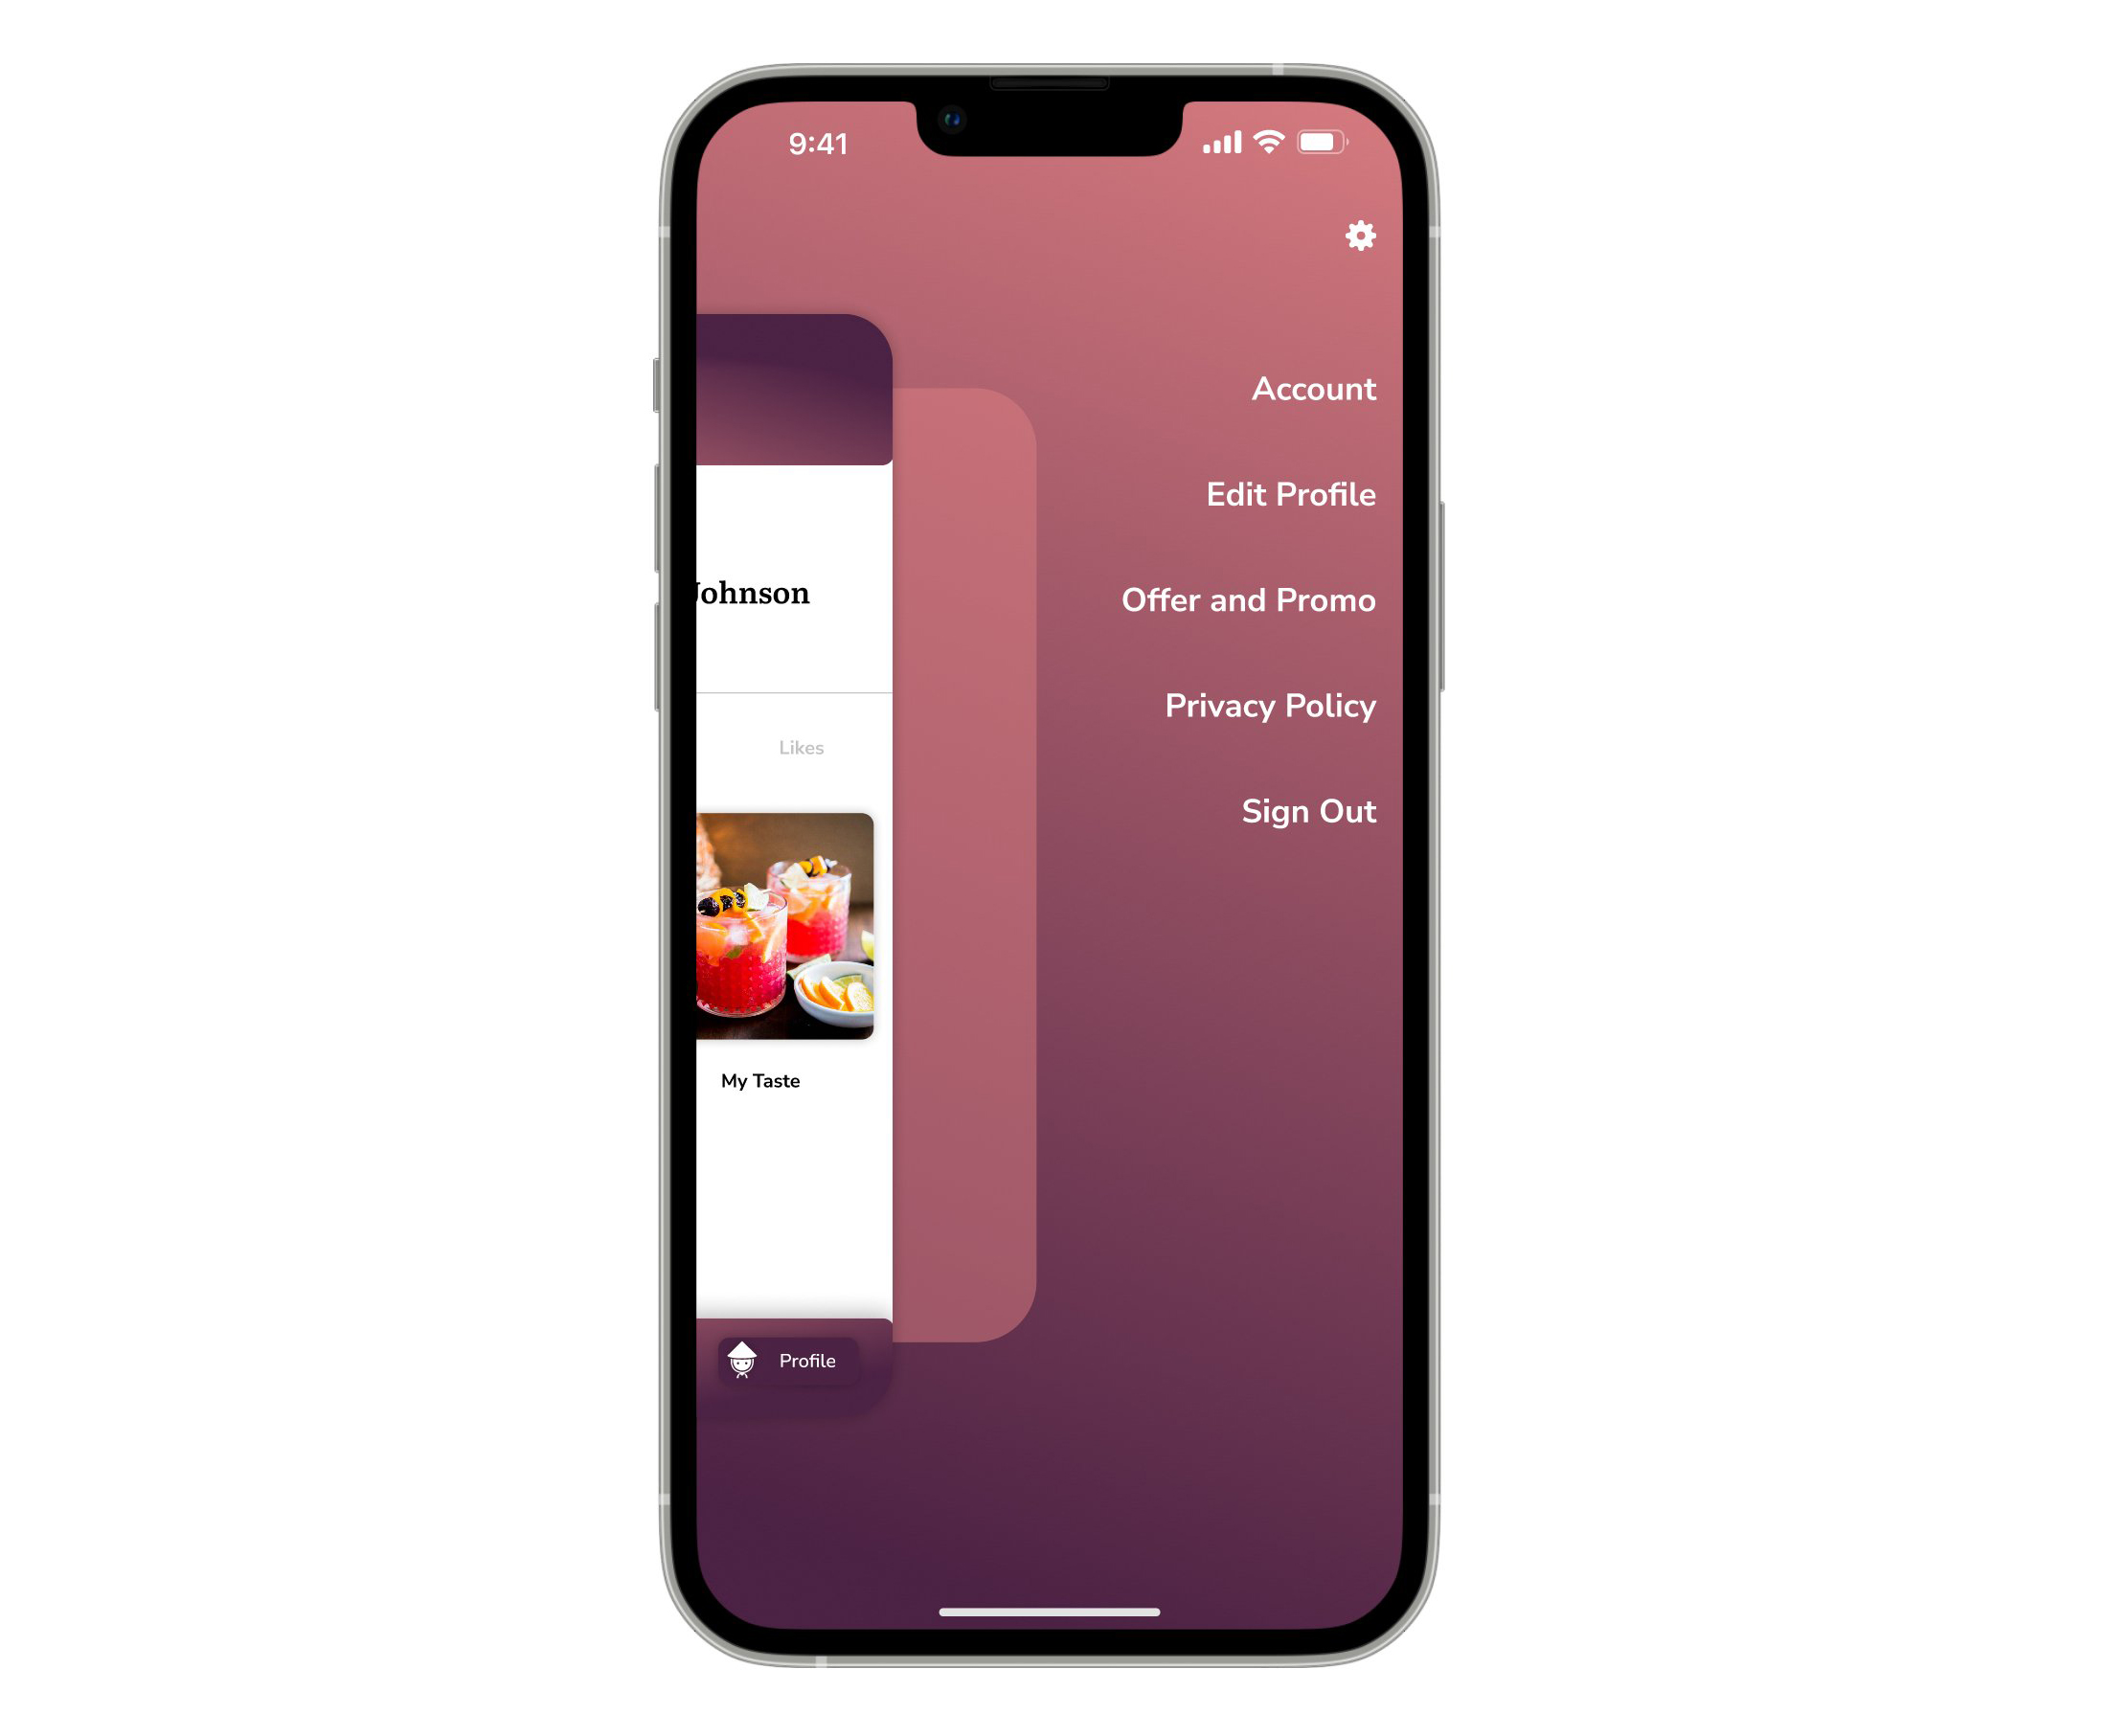 9:41
Account
Edit Profile
Johnson
Offer and Promo
Privacy Policy
Likes
Sign Out
My Taste
Profile